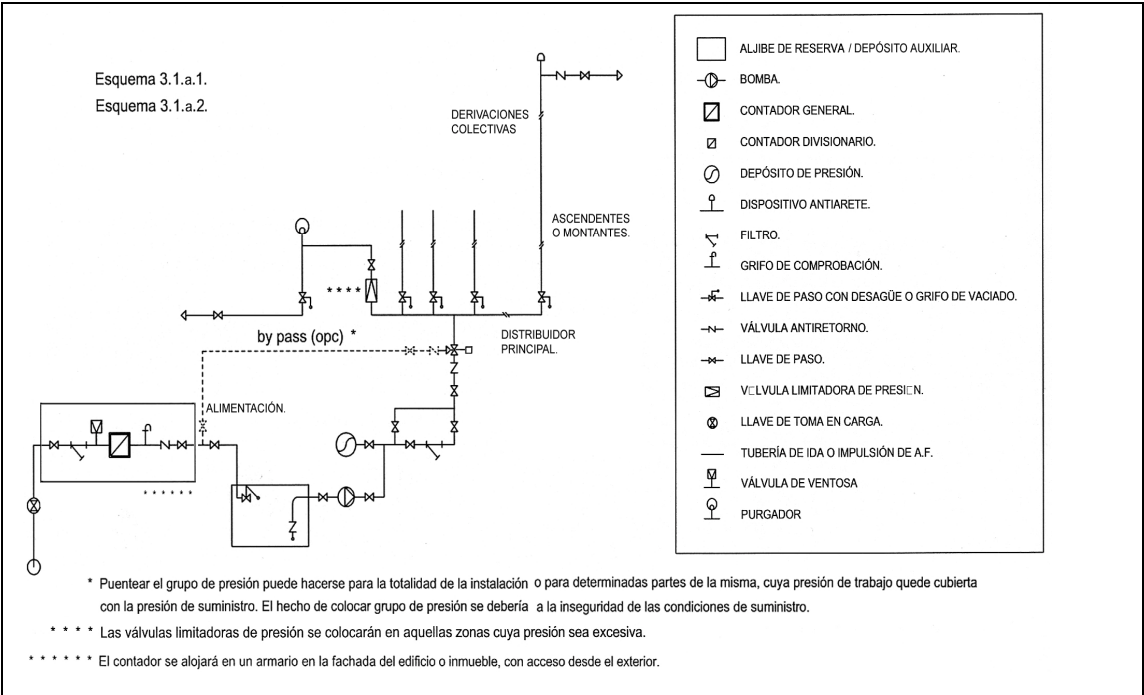 Esquema 3.1.a.1.
Esquema 3.1.a.2.
DERIVACIONES
COLECTIVAS
ASCENDENTES
O MONTANTES.
* * * *
by pass (opc) *
DISTRIBUIDOR
PRINCIPAL.
ALIMENTACIÓN.
* * * * * *
ALJIBE DE RESERVA / DEPÓSITO AUXILIAR.
BOMBA.
CONTADOR GENERAL.
CONTADOR DIVISIONARIO.
DEPÓSITO DE PRESIÓN.
DISPOSITIVO ANTIARETE.
FILTRO.
GRIFO DE COMPROBACIÓN.
LLAVE DE PASO CON DESAGÜE O GRIFO DE VACIADO.
VÁLVULA ANTIRETORNO.
LLAVE DE PASO.
V□LVULA LIMITADORA DE PRESI□N.
LLAVE DE TOMA EN CARGA.
TUBERÍA DE IDA O IMPULSIÓN DE A.F.
VÁLVULA DE VENTOSA
PURGADOR
* Puentear el grupo de presión puede hacerse para la totalidad de la instalación o para determinadas partes de la misma, cuya presión de trabajo quede cubierta
con la presión de suministro. El hecho de colocar grupo de presión se debería a la inseguridad de las condiciones de suministro.
* * * * Las válvulas limitadoras de presión se colocarán en aquellas zonas cuya presión sea excesiva.
* * * * * * El contador se alojará en un armario en la fachada del edificio o inmueble, con acceso desde el exterior.